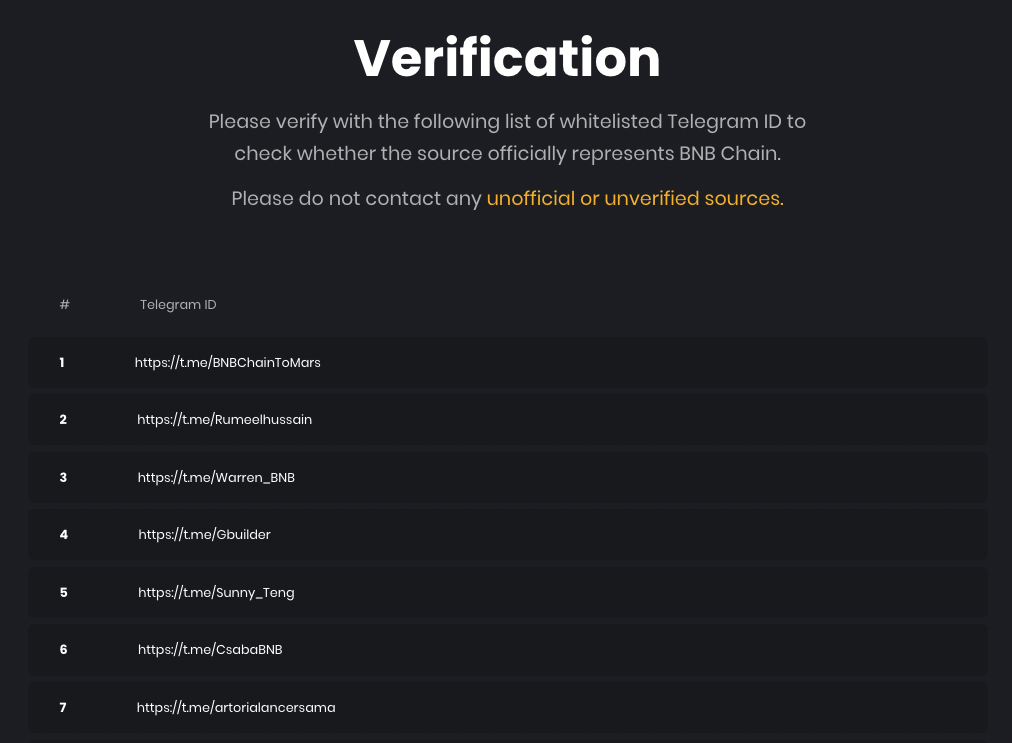 Verification
Please verify with the following list of whitelisted Telegram ID to
check whether the source officially represents BNB Chain.
Please do not contact any unofficial or unverified sources.
# Telegram ID
1 https://t.me/BNBChainToMars
2 https://t.me/Rumeelhussain
3 https://t.me/Warren_BNB
4 https://t.me/Gbuilder
5 https://t.me/Sunny_Teng
6 https://t.me/CsabaBNB
7 https://t.me/artorialancersama